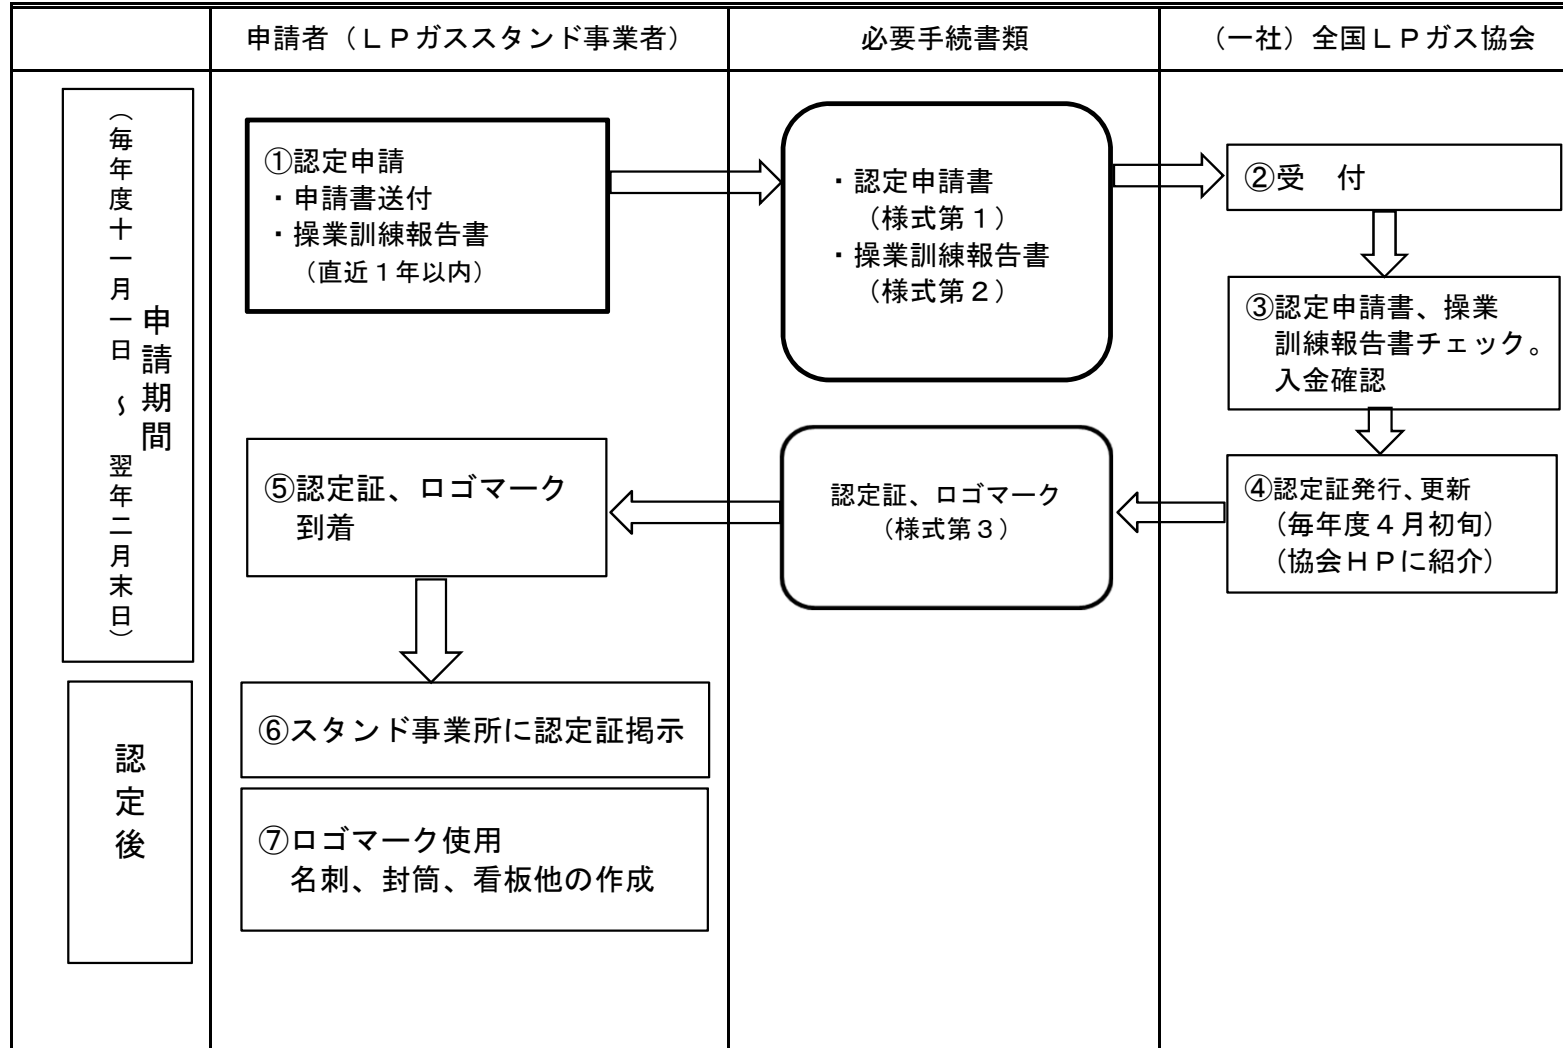 申請者（ＬＰガススタンド事業者）
必要手続書類
（一社）全国ＬＰガス協会
申請期間
（毎年度十一月一日 ～ 翌年二月末日）
①認定申請
・申請書送付
・操業訓練報告書
（直近１年以内）
・認定申請書
（様式第１）
・操業訓練報告書
（様式第２）
②受　付
③認定申請書、操業
訓練報告書チェック。
入金確認
④認定証発行、更新
（毎年度４月初旬）
（協会ＨＰに紹介）
認定証、ロゴマーク
（様式第３）
⑤認定証、ロゴマーク
到着
認定後
⑥スタンド事業所に認定証掲示
⑦ロゴマーク使用
名刺、封筒、看板他の作成